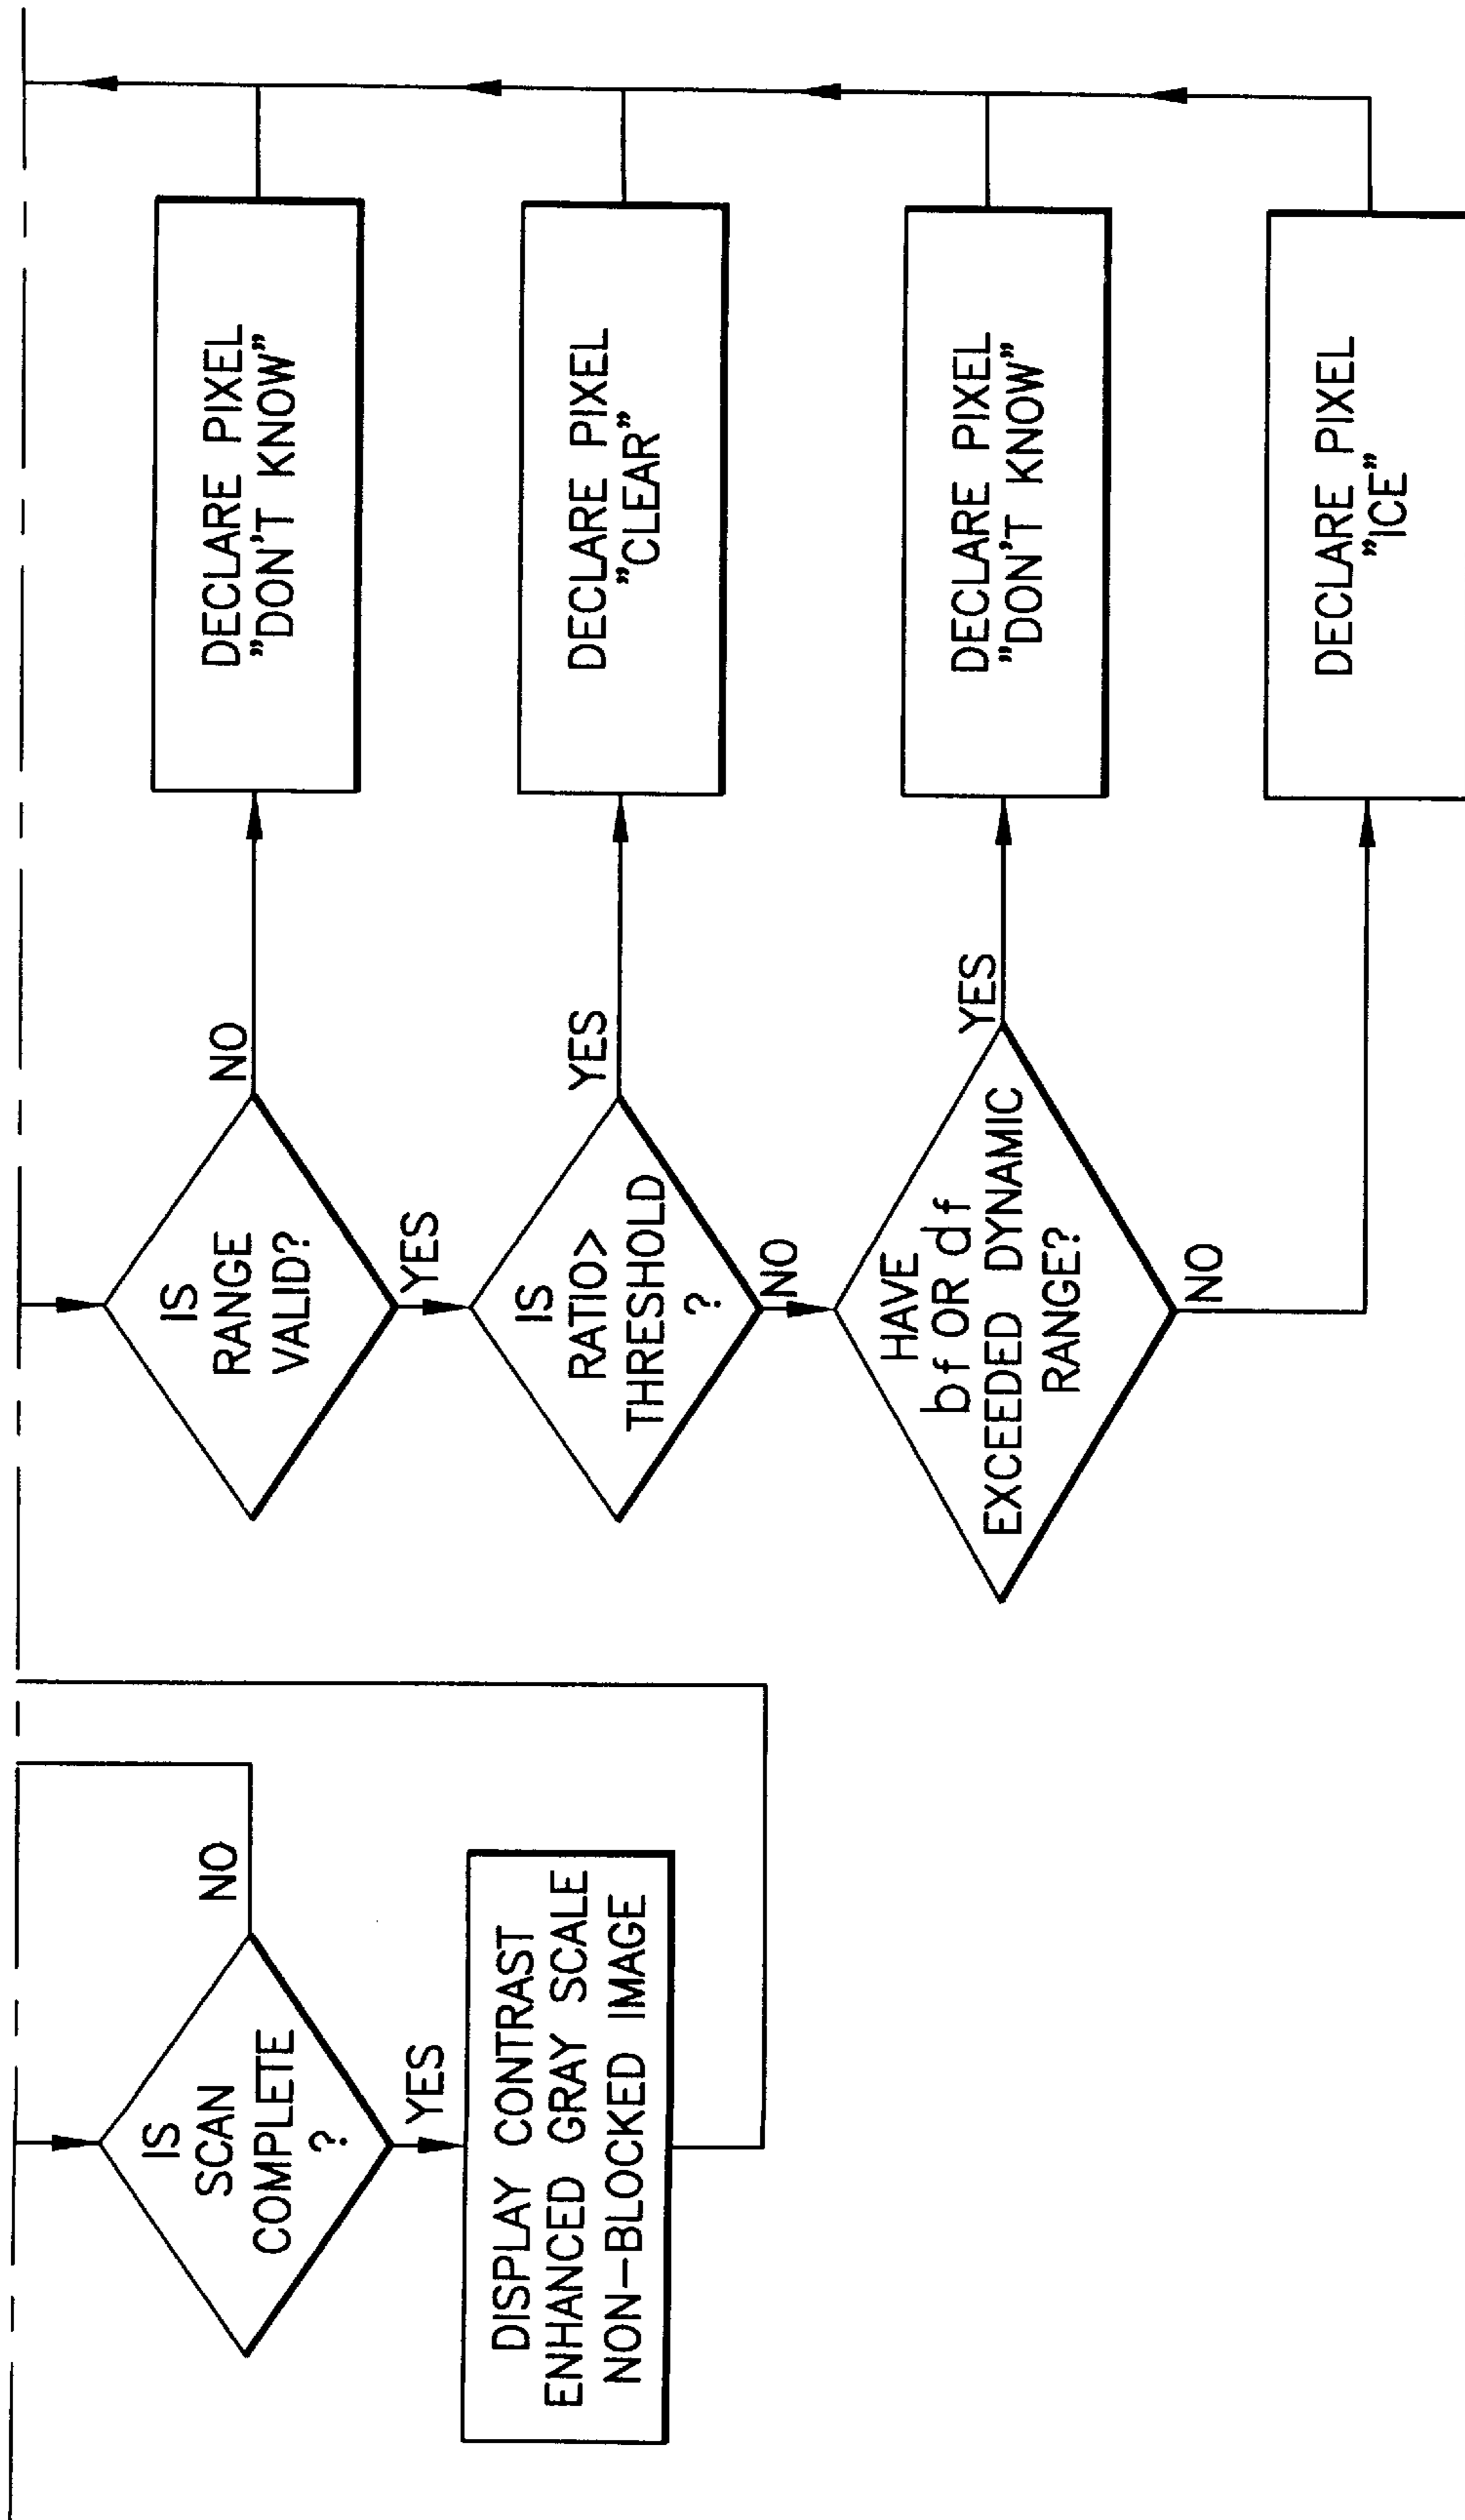 IS
SCAN
COMPLETE
?
NO
YES
DISPLAY CONTRAST
ENHANCED GRAY SCALE
NON-BLOCKED IMAGE
IS
RANGE
VALID?
NO
DECLARE PIXEL
"DON'T KNOW"
YES
IS
RATIO>
THRESHOLD
?
YES
DECLARE PIXEL
"CLEAR"
NO
HAVE
bf OR df
EXCEEDED DYNAMIC
RANGE?
YES
DECLARE PIXEL
"DON'T KNOW"
NO
DECLARE PIXEL
"ICE"